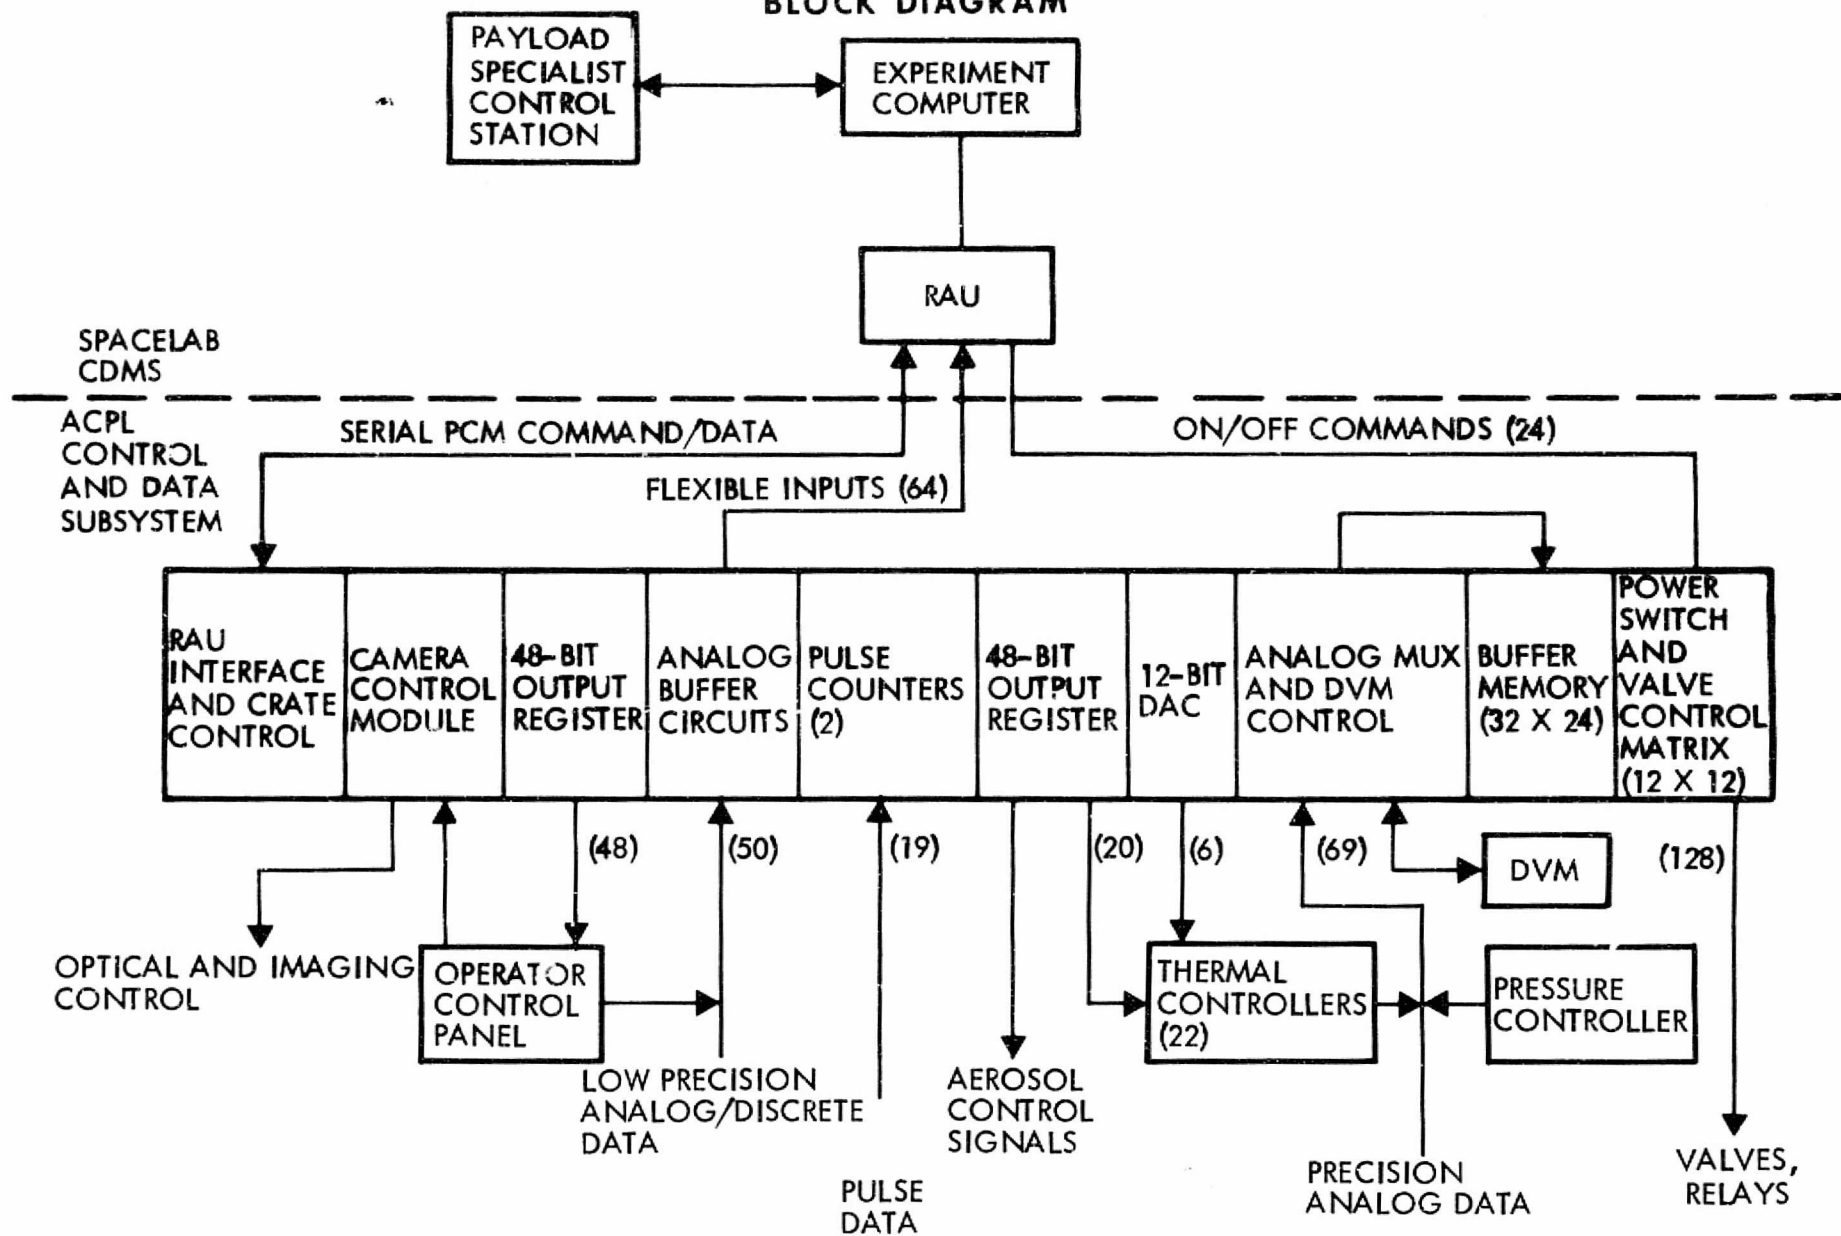 BLOCK DIAGRAM
PAYLOAD
SPECIALIST
CONTROL
STATION
EXPERIMENT
COMPUTER
RAU
SPACELAB
CDMS
ACPL
CONTROL
AND DATA
SUBSYSTEM
SERIAL PCM COMMAND/DATA
ON/OFF COMMANDS (24)
FLEXIBLE INPUTS (64)
RAU
INTERFACE
AND CRATE
CONTROL
CAMERA
CONTROL
MODULE
48-BIT
OUTPUT
REGISTER
ANALOG
BUFFER
CIRCUITS
PULSE
COUNTERS
(2)
48-BIT
OUTPUT
REGISTER
12-BIT
DAC
ANALOG MUX
AND DVM
CONTROL
BUFFER
MEMORY
(32 X 24)
POWER
SWITCH
AND
VALVE
CONTROL
MATRIX
(12 X 12)
(48)
(50)
(19)
(20)
(6)
(69)
DVM
(128)
OPTICAL AND IMAGING
CONTROL
OPERATOR
CONTROL
PANEL
THERMAL
CONTROLLERS
(22)
PRESSURE
CONTROLLER
LOW PRECISION
ANALOG/DISCRETE
DATA
AEROSOL
CONTROL
SIGNALS
PULSE
DATA
PRECISION
ANALOG DATA
VALVES,
RELAYS